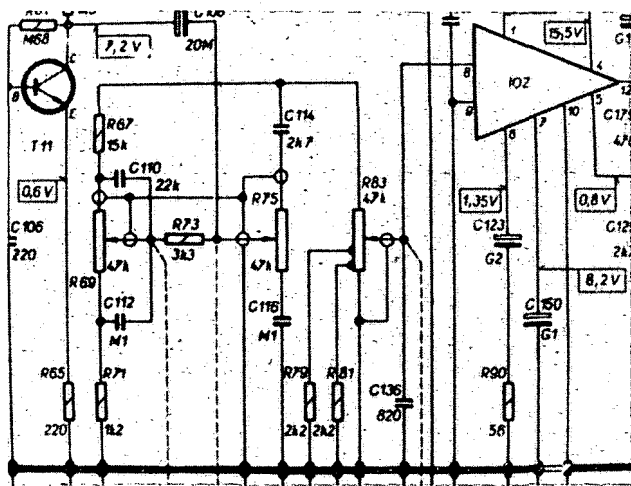 M68
7,2 V
20M
15,5V
1
B
C
E
T11
8
9
IO2
4
5
10
12
6
7
R67
15k
C114
2k7
C110
22k
0,6V
R75
R83
47k
C175
1,35V
0,8V
C106
220
R73
3k3
47k
47k
R69
C123
G2
C125
2k2
8,2V
C112
M1
C116
M1
C150
G1
R65
220
R71
1k2
R79
2k2
R81
2k2
C136
820
R90
56